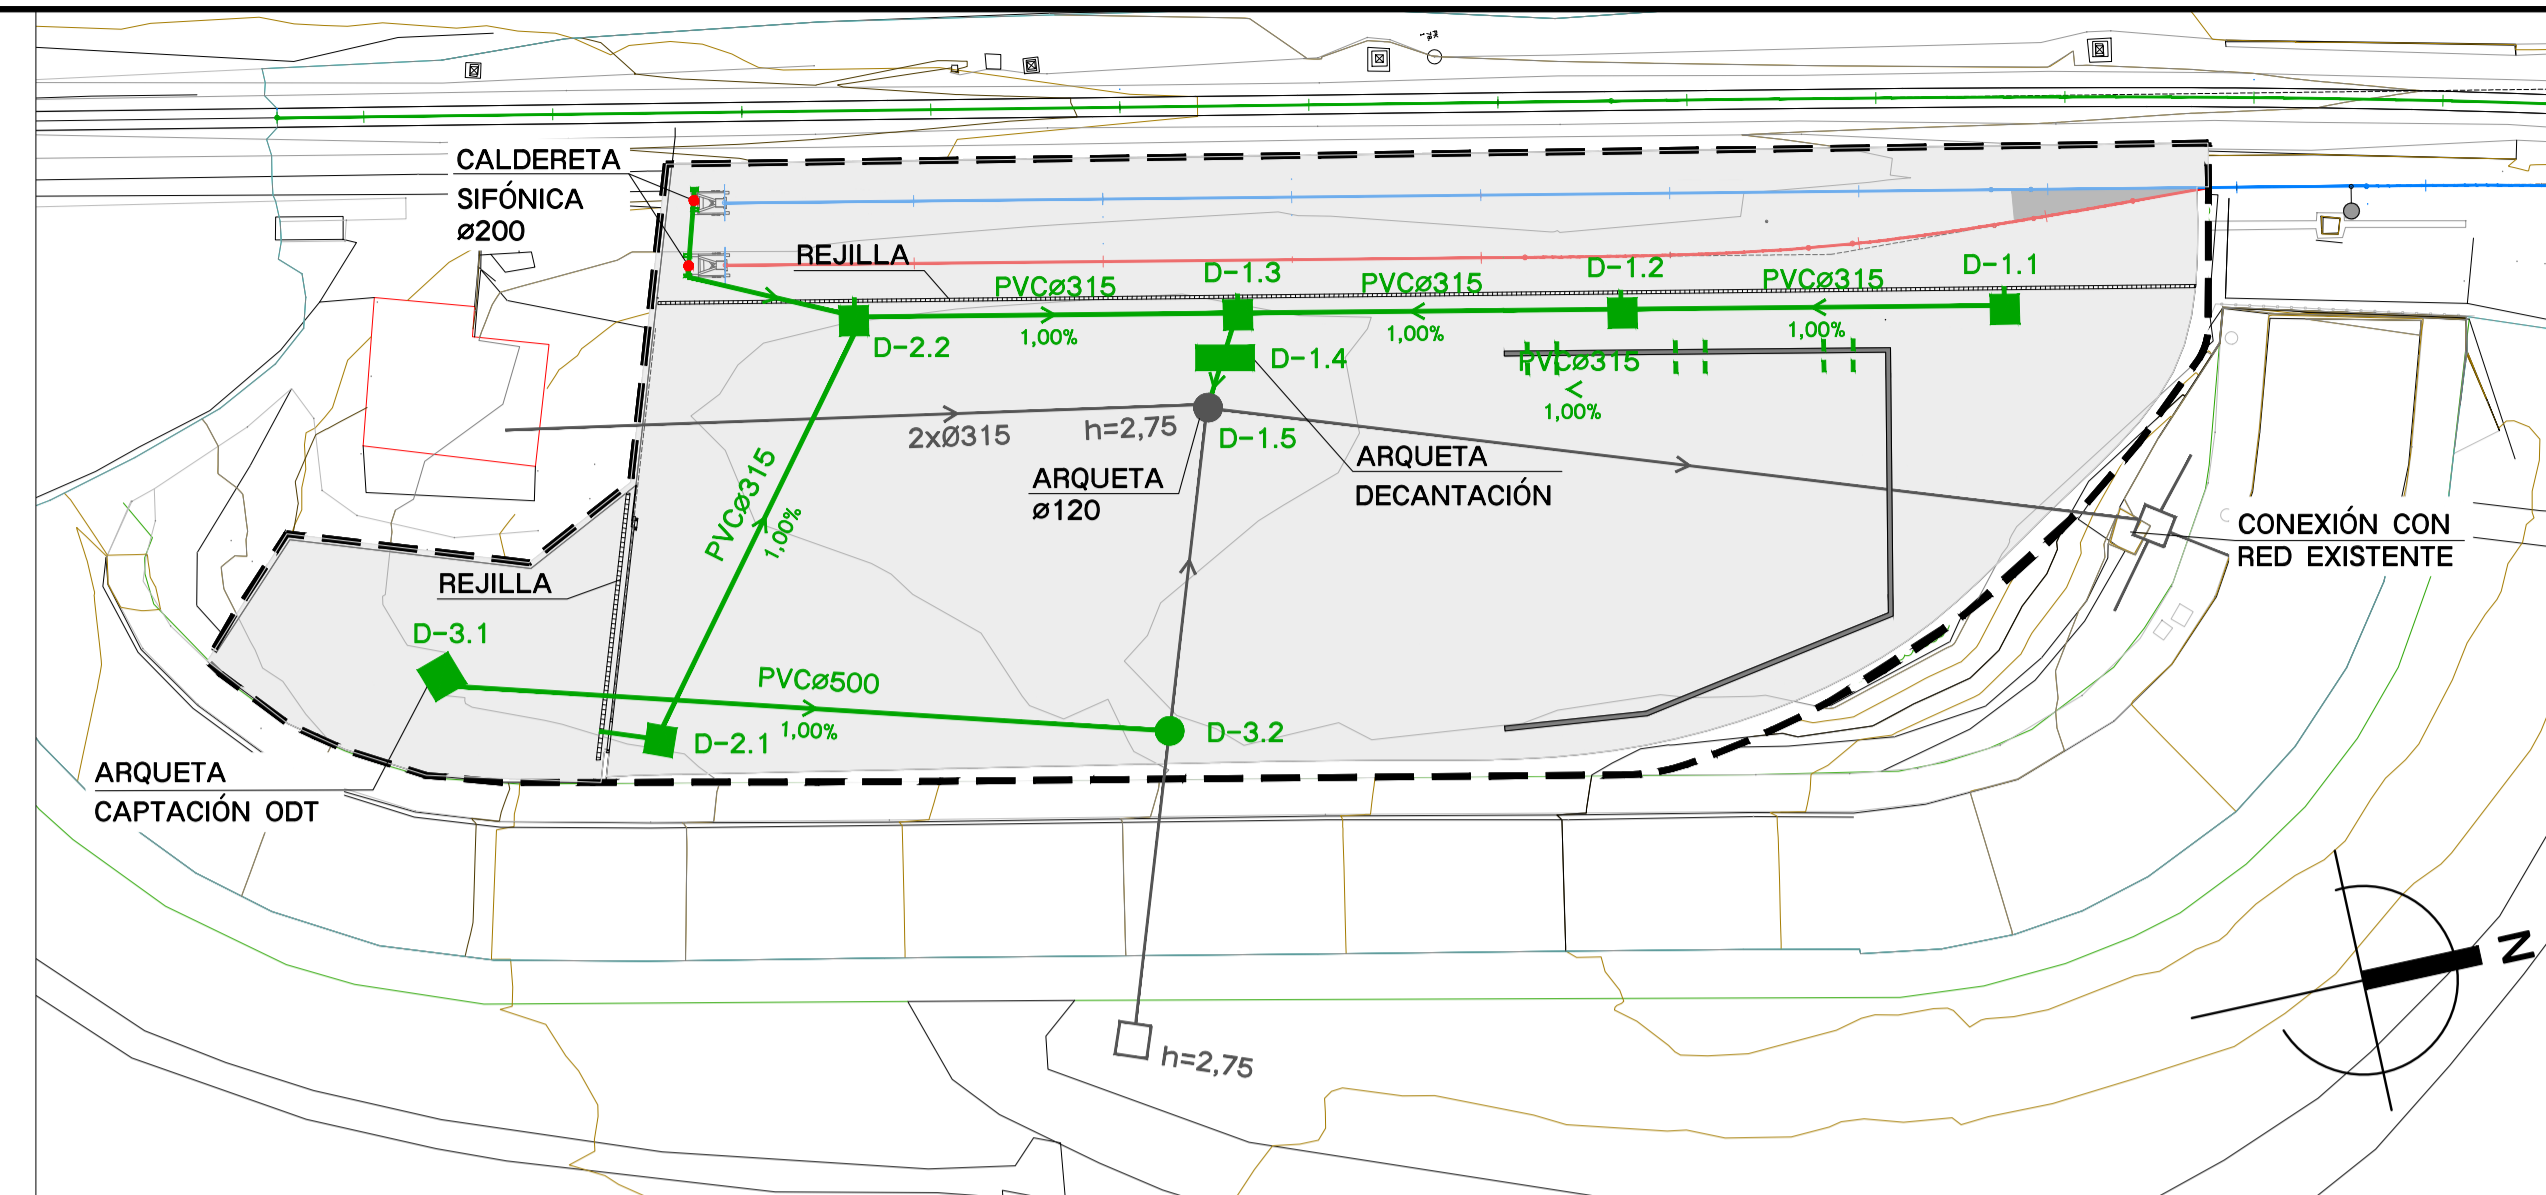 CALDERETA
SIFÓNICA
ø200
REJILLA
PVCø315
1,00%
D-1.3
PVCø315
1,00%
D-1.2
PVCø315
1,00%
D-1.1
D-2.2
D-1.4
PVCø315
<
1,00%
2xØ315
h=2,75
D-1.5
ARQUETA
ø120
ARQUETA
DECANTACIÓN
PVCø315
1,00%
CONEXIÓN CON
RED EXISTENTE
REJILLA
D-3.1
PVCø500
1,00%
D-2.1
D-3.2
ARQUETA
CAPTACIÓN ODT
h=2,75
N